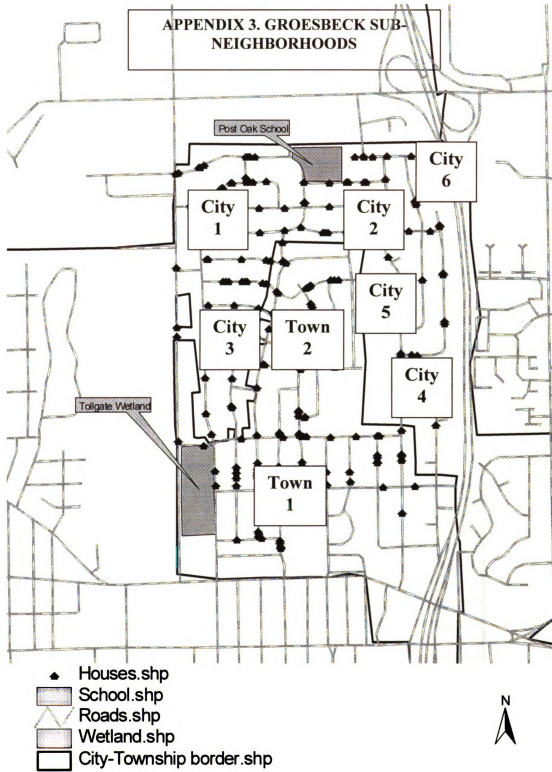 APPENDIX 3. GROESBECK SUB-
NEIGHBORHOODS
Post Oak School
City
6
City
1
City
2
City
5
City
3
Town
2
City
4
Tollgate Wetland
Town
1
Houses.shp
School.shp
Roads.shp
Wetland.shp
City-Township border.shp
N